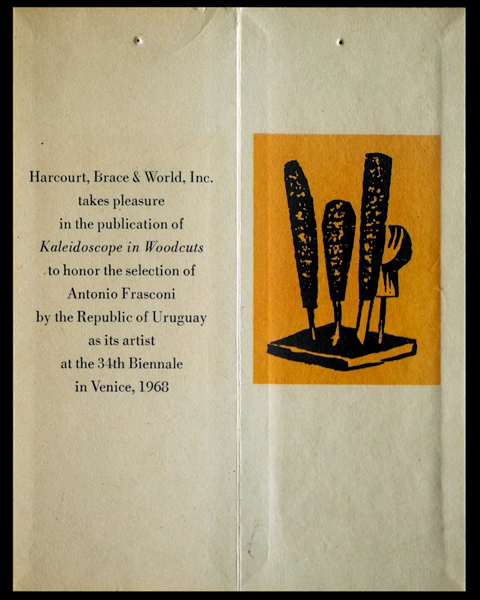 Harcourt, Brace & World, Inc.
takes pleasure
in the publication of
Kaleidoscope in Woodcuts
to honor the selection of
Antonio Frasconi
by the Republic of Uruguay
as its artist
at the 34th Biennale
in Venice, 1968